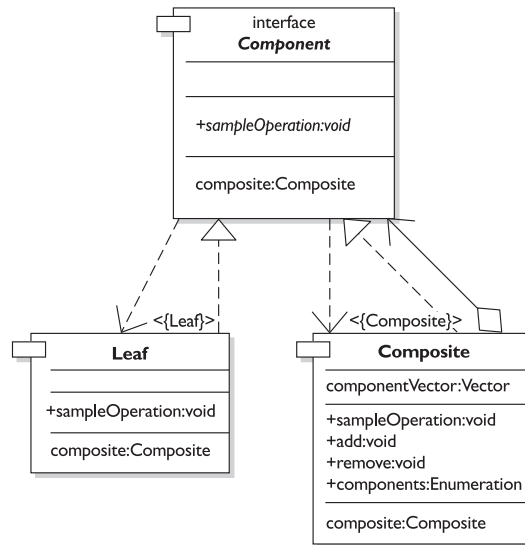 interface
Component
+sampleOperation:void
composite:Composite
<{Leaf}>
<{Composite}>
Leaf
+sampleOperation:void
composite:Composite
Composite
componentVector:Vector
+sampleOperation:void
+add:void
+remove:void
+components:Enumeration
composite:Composite